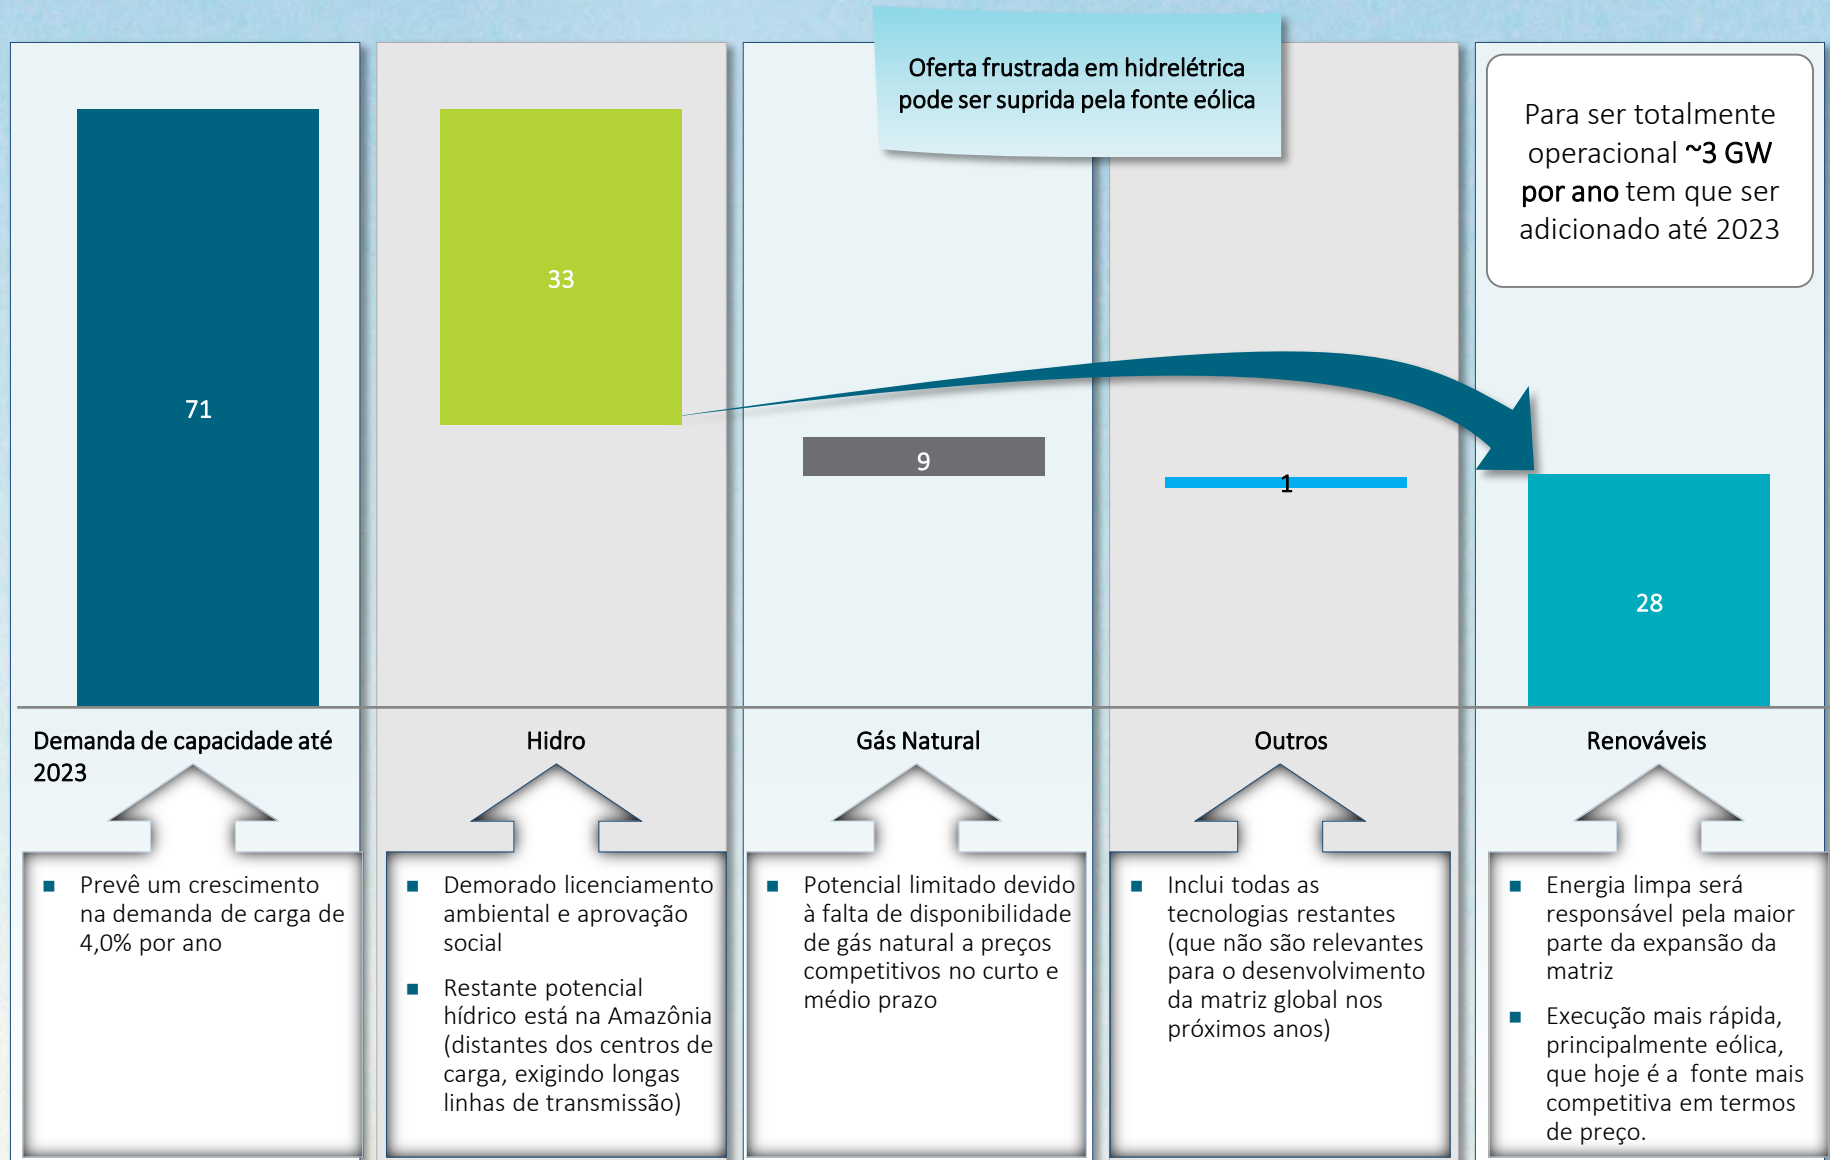 Oferta frustrada em hidrelétrica
pode ser suprida pela fonte eólica
Para ser totalmente
operacional ~3 GW
por ano tem que ser
adicionado até 2023
71
33
9
1
28
Demanda de capacidade até
2023
Hidro
Gás Natural
Outros
Renováveis
■ Prevê um crescimento
na demanda de carga de
4,0% por ano
■ Demorado licenciamento
ambiental e aprovação
social
■ Restante potencial
hídrico está na Amazônia
(distantes dos centros de
carga, exigindo longas
linhas de transmissão)
■ Potencial limitado devido
à falta de disponibilidade
de gás natural a preços
competitivos no curto e
médio prazo
■ Inclui todas as
tecnologias restantes
(que não são relevantes
para o desenvolvimento
da matriz global nos
próximos anos)
■ Energia limpa será
responsável pela maior
parte da expansão da
matriz
■ Execução mais rápida,
principalmente eólica,
que hoje é a fonte mais
competitiva em termos
de preço.